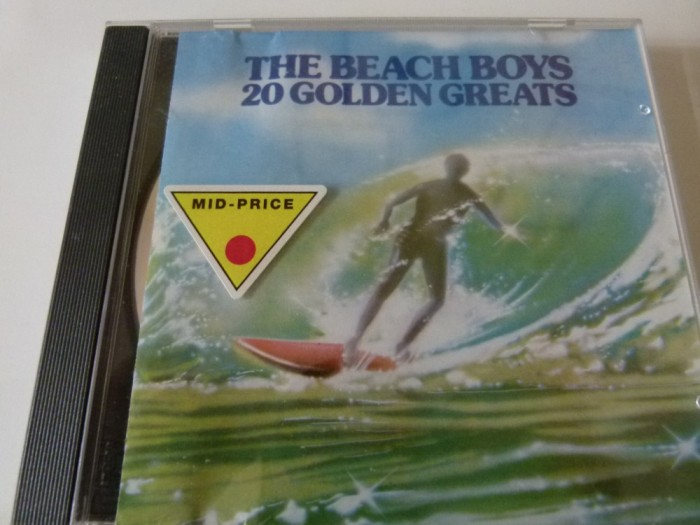 THE BEACH BOYS
20 GOLDEN GREATS
MID-PRICE